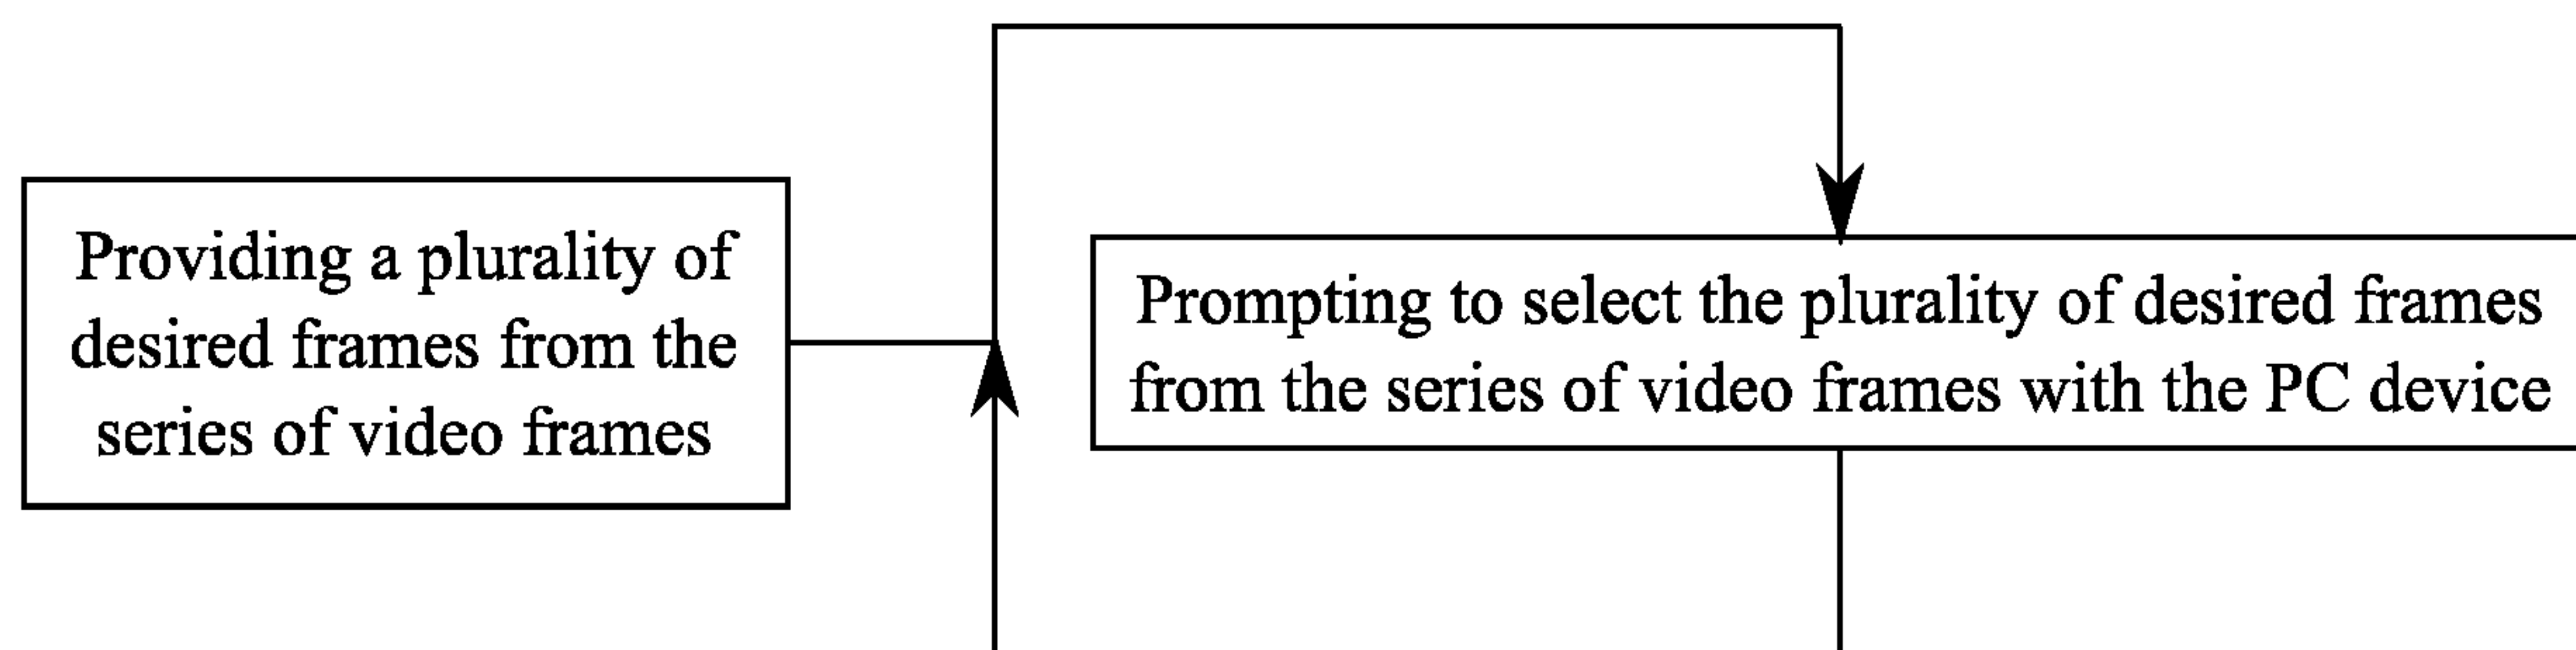 Providing a plurality of
desired frames from the
series of video frames
Prompting to select the plurality of desired frames
from the series of video frames with the PC device